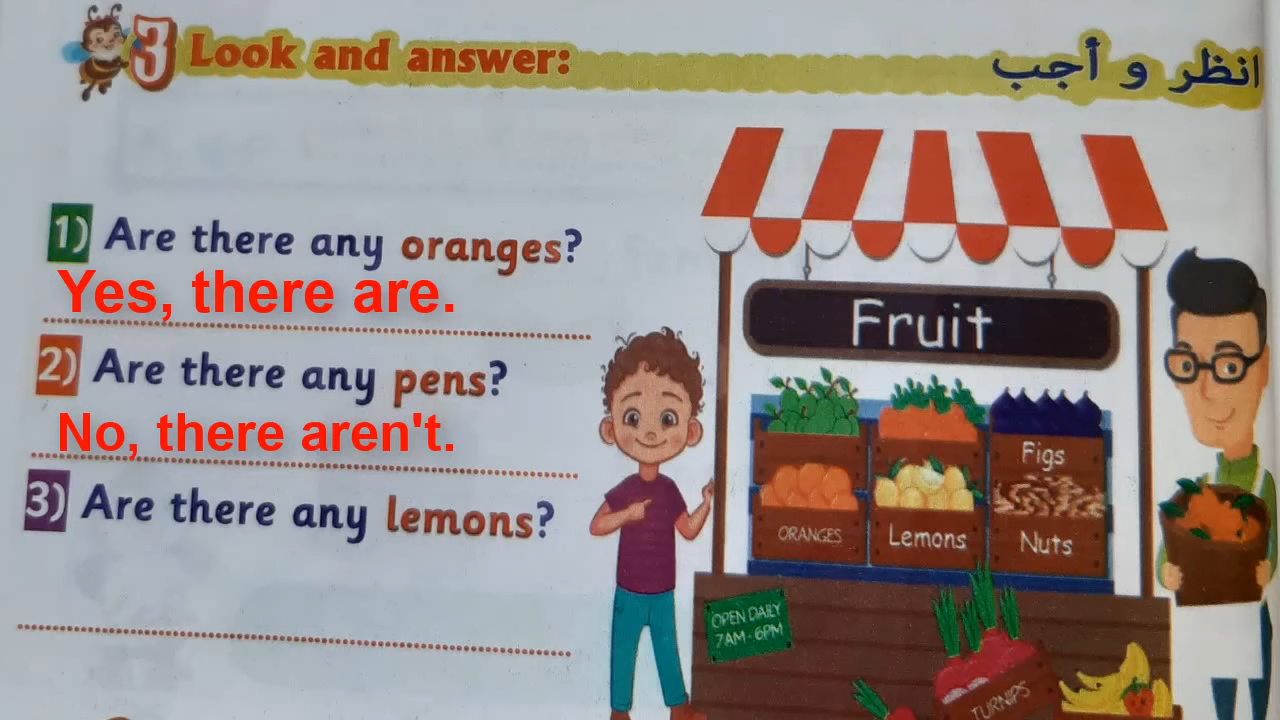 3 Look and answer: انظر و أجب
1) Are there any oranges?
Yes, there are.
2) Are there any pens?
No, there aren't.
3) Are there any lemons?
Fruit
Figs
ORANGES
Lemons
Nuts
OPEN DAILY
7AM - 6PM
TURNIPS